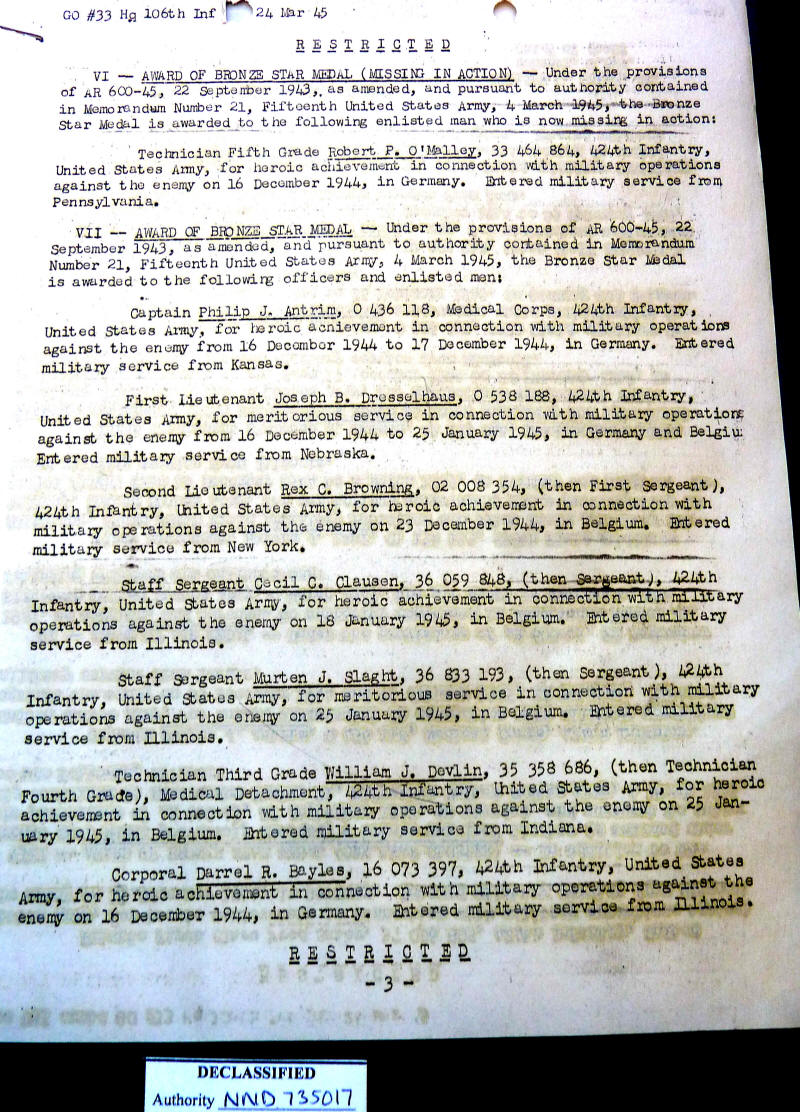 GO #33 Hq 106th Inf 24 Mar 45
R E S T R I C T E D
VI — AWARD OF BRONZE STAR MEDAL (MISSING IN ACTION) — Under the provisions
of AR 600-45, 22 September 1943, as amended, and pursuant to authority contained
in Memorandum Number 21, Fifteenth United States Army, 4 March 1945, the Bronze
Star Medal is awarded to the following enlisted man who is now missing in action:
Technician Fifth Grade Robert P. O'Malley, 33 464 864, 424th Infantry,
United States Army, for heroic achievement in connection with military operations
against the enemy on 16 December 1944, in Germany. Entered military service from
Pennsylvania.
VII — AWARD OF BRONZE STAR MEDAL — Under the provisions of AR 600-45, 22
September 1943, as amended, and pursuant to authority contained in Memorandum
Number 21, Fifteenth United States Army, 4 March 1945, the Bronze Star Medal
is awarded to the following officers and enlisted men:
Captain Philip J. Antrim, O 436 118, Medical Corps, 424th Infantry,
United States Army, for heroic achievement in connection with military operations
against the enemy from 16 December 1944 to 17 December 1944, in Germany. Entered
military service from Kansas.
First Lieutenant Joseph B. Dresselhaus, O 538 188, 424th Infantry,
United States Army, for meritorious service in connection with military operations
against the enemy from 16 December 1944 to 25 January 1945, in Germany and Belgiu
Entered military service from Nebraska.
Second Lieutenant Rex C. Browning, 02 008 354, (then First Sergeant),
424th Infantry, United States Army, for heroic achievement in connection with
military operations against the enemy on 23 December 1944, in Belgium. Entered
military service from New York.
Staff Sergeant Cecil C. Clausen, 36 059 848, (then Sergeant), 424th
Infantry, United States Army, for heroic achievement in connection with military
operations against the enemy on 18 January 1945, in Belgium. Entered military
service from Illinois.
Staff Sergeant Murten J. Slaght, 36 833 193, (then Sergeant), 424th
Infantry, United States Army, for meritorious service in connection with military
operations against the enemy on 25 January 1945, in Belgium. Entered military
service from Illinois.
Technician Third Grade William J. Devlin, 35 358 686, (then Technician
Fourth Grade), Medical Detachment, 424th Infantry, United States Army, for heroic
achievement in connection with military operations against the enemy on 25 Jan-
uary 1945, in Belgium. Entered military service from Indiana.
Corporal Darrel R. Bayles, 16 073 397, 424th Infantry, United States
Army, for heroic achievement in connection with military operations against the
enemy on 16 December 1944, in Germany. Entered military service from Illinois.
R E S T R I C T E D
- 3 -
DECLASSIFIED
Authority NND 735017